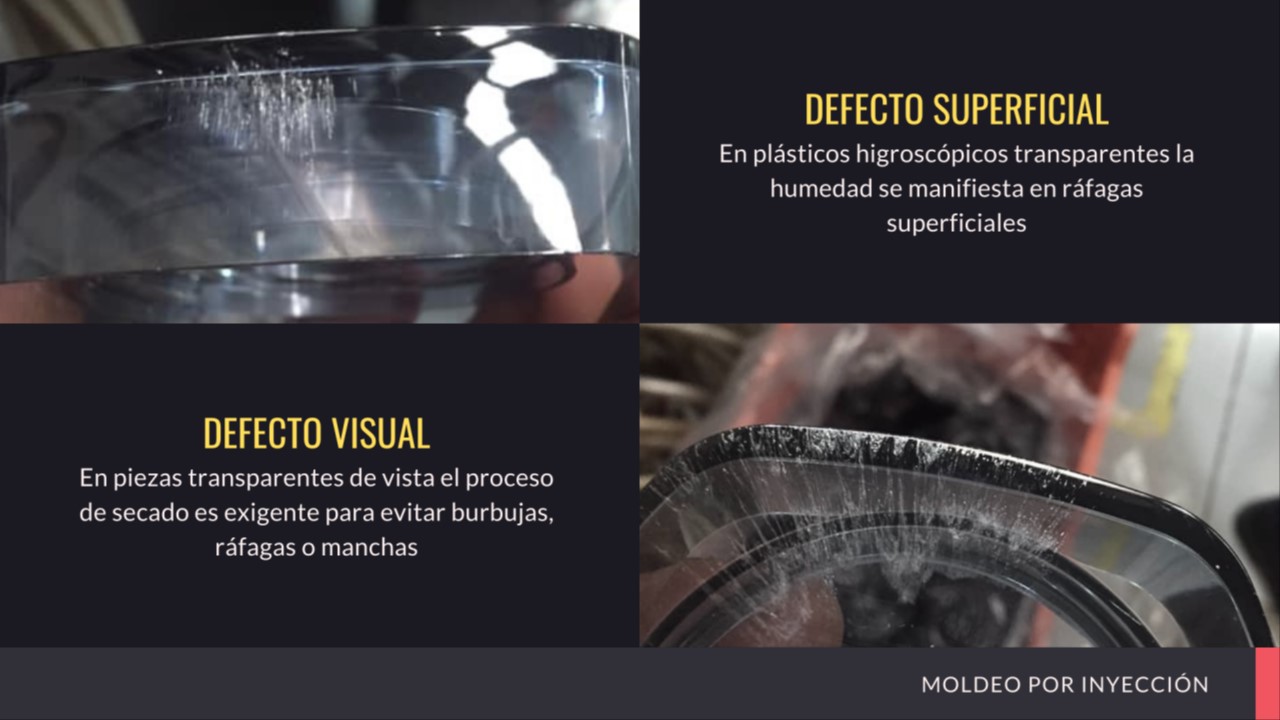 DEFECTO SUPERFICIAL
En plásticos higroscópicos transparentes la
humedad se manifiesta en ráfagas
superficiales
DEFECTO VISUAL
En piezas transparentes de vista el proceso
de secado es exigente para evitar burbujas,
ráfagas o manchas
MOLDEO POR INYECCIÓN